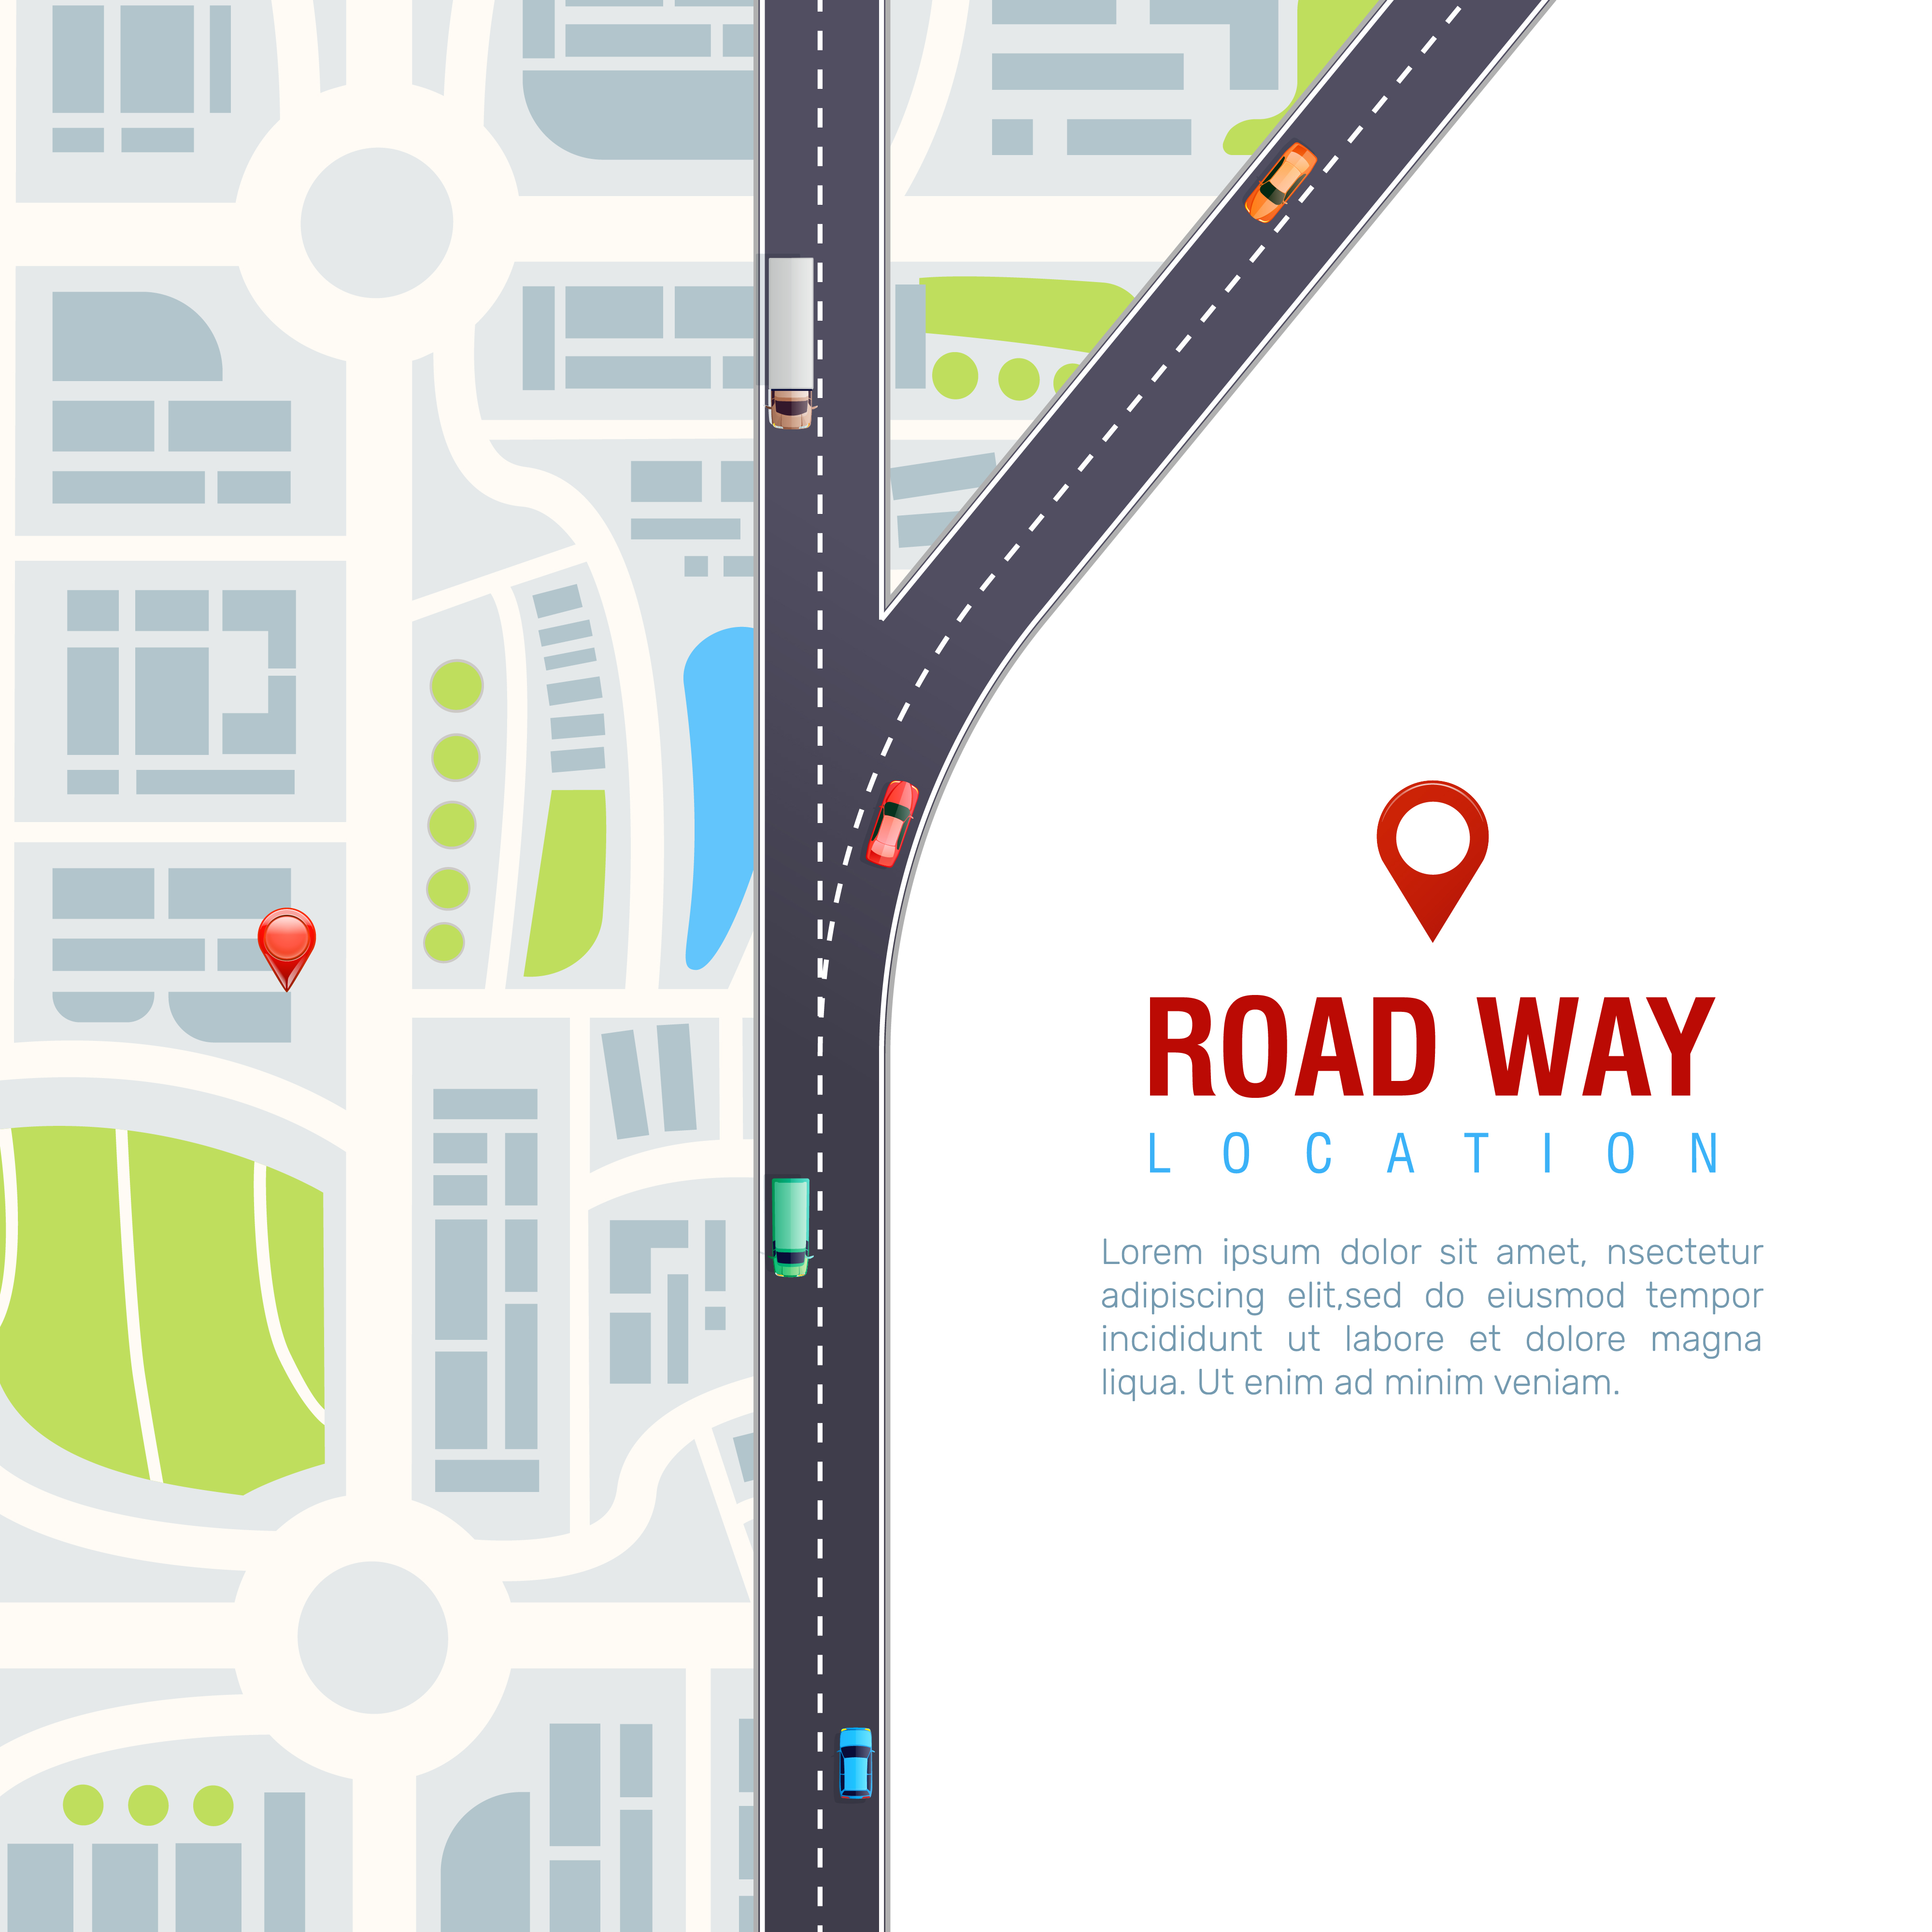 ROAD WAY
LOCATION
Lorem ipsum dolor sit amet, nsectetur
adipiscing elit,sed do eiusmod tempor
incididunt ut labore et dolore magna
liqua. Ut enim ad minim veniam.